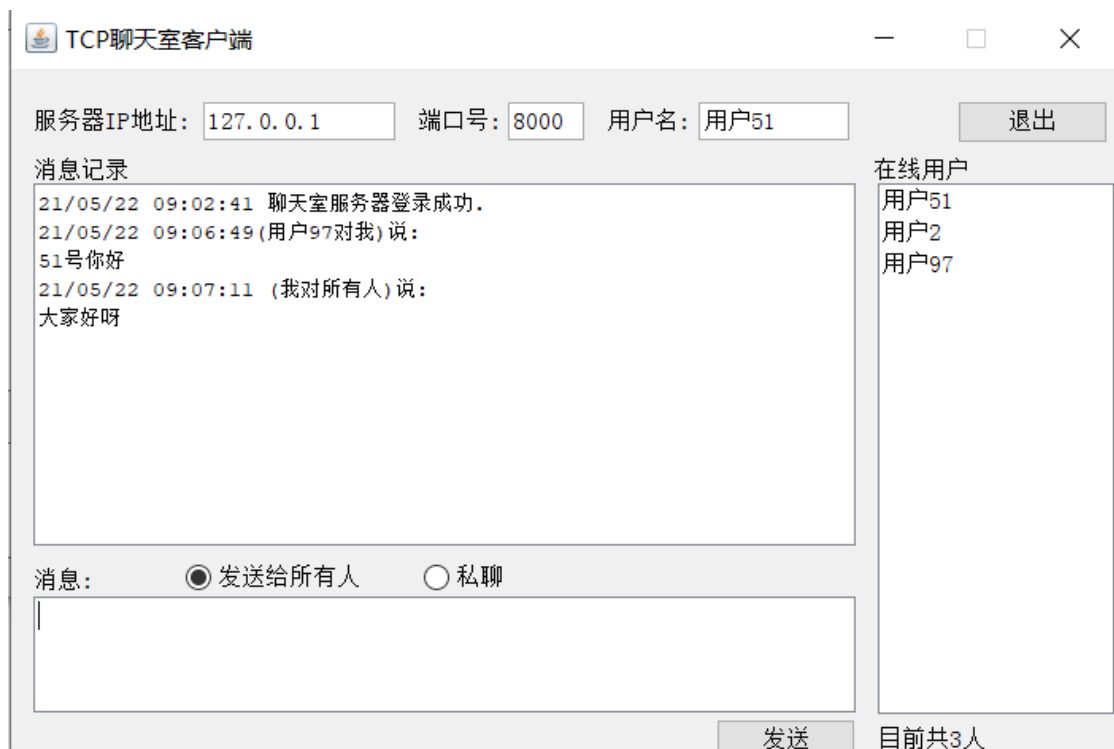 TCP聊天室客户端
服务器IP地址: 127.0.0.1 端口号: 8000 用户名: 用户51 退出
消息记录
21/05/22 09:02:41 聊天室服务器登录成功.
21/05/22 09:06:49(用户97对我)说:
51号你好
21/05/22 09:07:11 (我对所有人)说:
大家好呀
在线用户
用户51
用户2
用户97
消息: 发送给所有人 私聊
发送 目前共3人